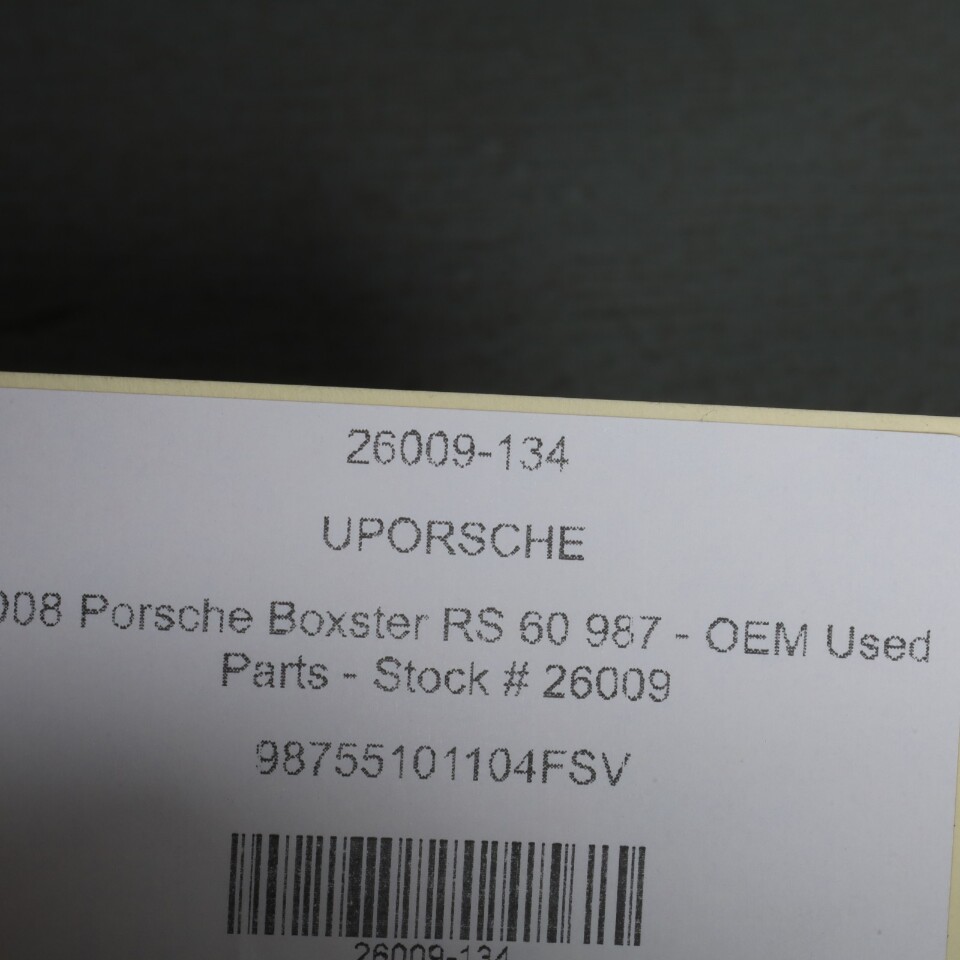 26009-134
UPORSCHE
008 Porsche Boxster RS 60 987 - OEM Used
Parts - Stock # 26009
98755101104FSV
26009-134